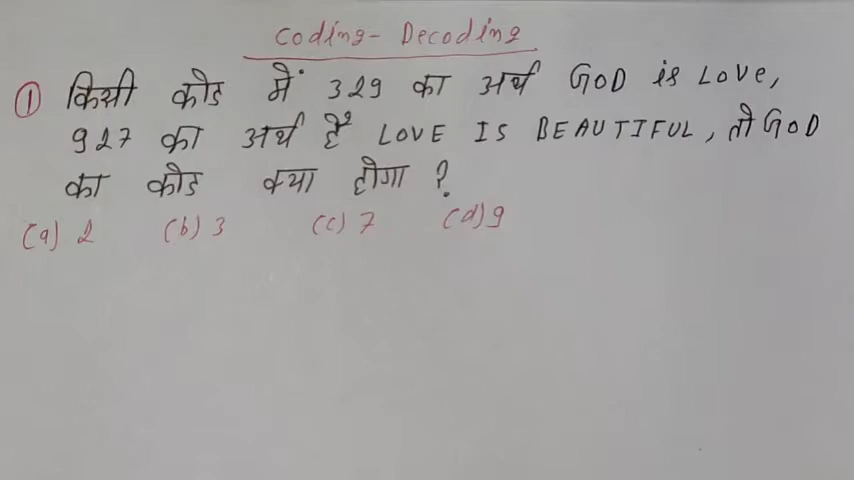 Coding - Decoding
① किसी कोड में 329 का अर्थ GOD is LOVE,
927 का अर्थ है LOVE IS BEAUTIFUL, तो GOD
का कोड क्या होगा ?
(a) 2 (b) 3 (c) 7 (d) 9